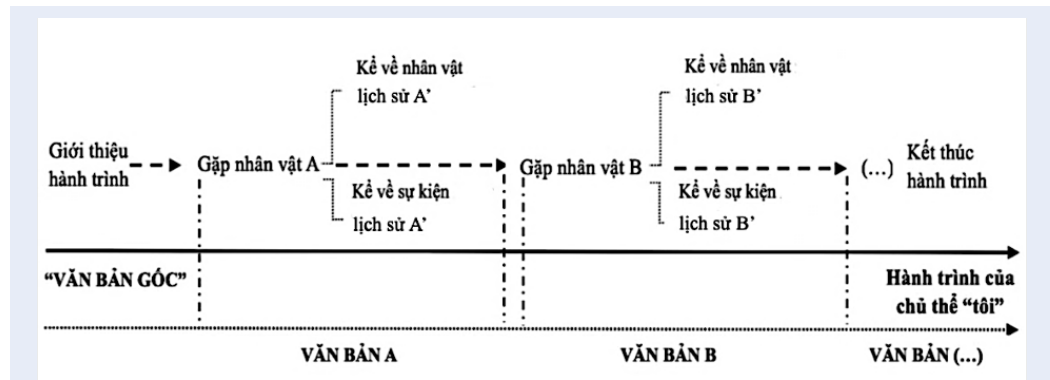 Kể về nhân vật
lịch sử A’
Kể về nhân vật
lịch sử B’
Giới thiệu
hành trình
Gặp nhân vật A
Gặp nhân vật B
(...)
Kết thúc
hành trình
Kể về sự kiện
lịch sử A’
Kể về sự kiện
lịch sử B’
“VĂN BẢN GÓC”
Hành trình của
chủ thể “tôi”
VĂN BẢN A
VĂN BẢN B
VĂN BẢN (...)